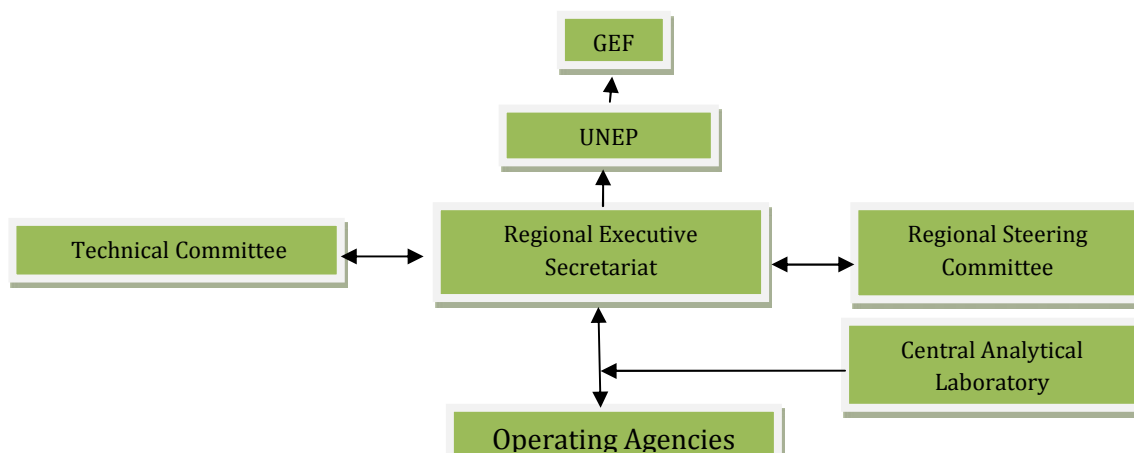 GEF
UNEP
Technical Committee
Regional Executive
Secretariat
Regional Steering
Committee
Central Analytical
Laboratory
Operating Agencies